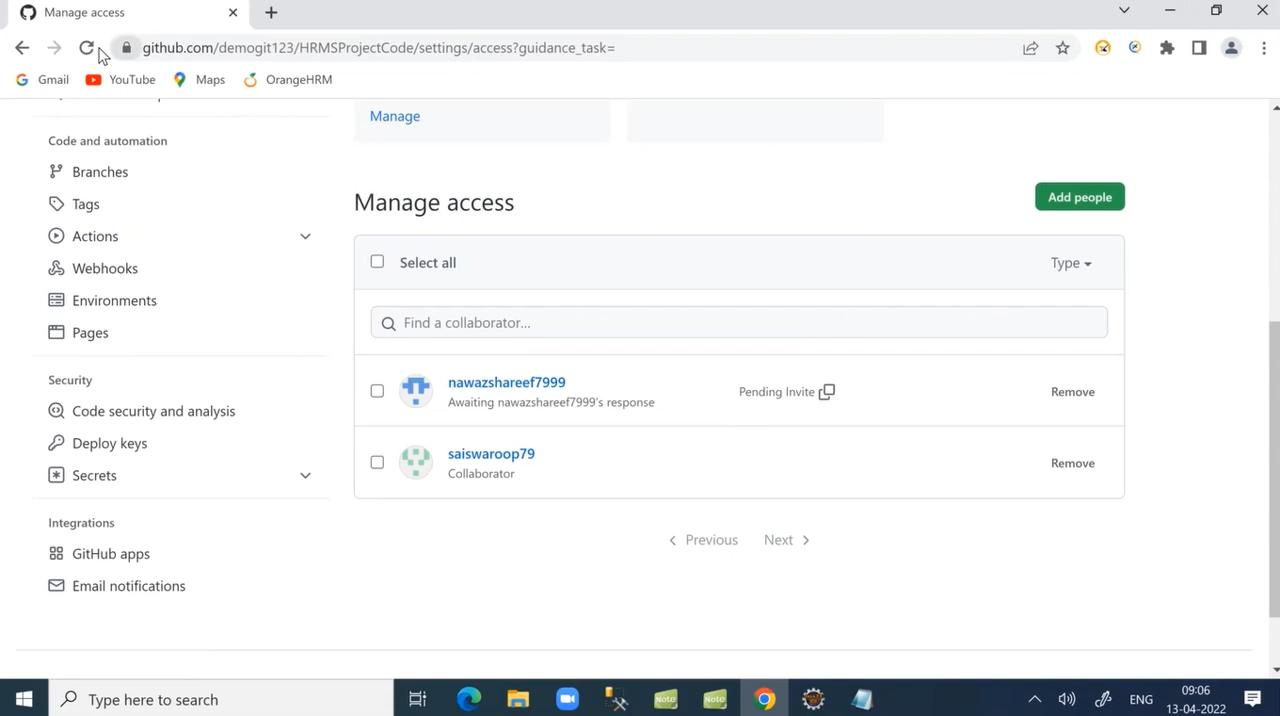 Manage access
github.com/demogit123/HRMSProjectCode/settings/access?guidance_task=
Gmail YouTube Maps OrangeHRM
Code and automation
Branches
Tags
Actions
Webhooks
Environments
Pages
Security
Code security and analysis
Deploy keys
Secrets
Integrations
GitHub apps
Email notifications
Manage
Manage access
Add people
Select all Type
Find a collaborator...
nawazshareef7999
Awaiting nawazshareef7999's response
Pending Invite Remove
saiswaroop79
Collaborator
Remove
Previous Next
Type here to search
Note Note
ENG
09:06
13-04-2022